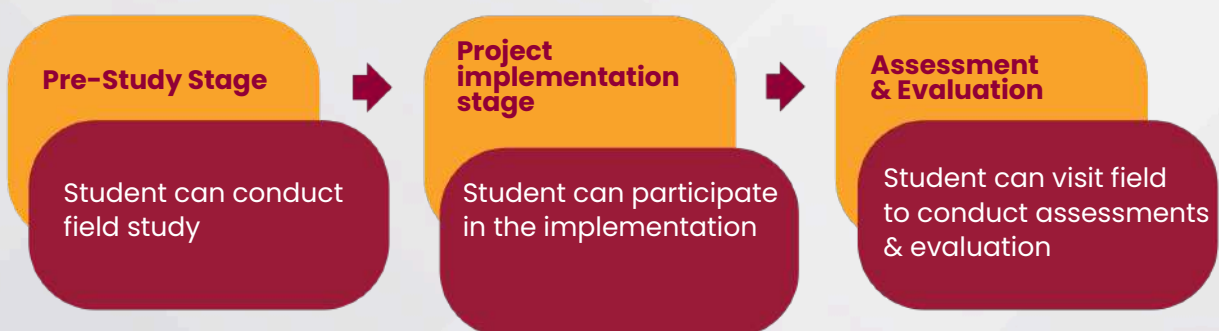 Pre-Study Stage
Student can conduct
field study
Project
implementation
stage
Student can participate
in the implementation
Assessment
& Evaluation
Student can visit field
to conduct assessments
& evaluation